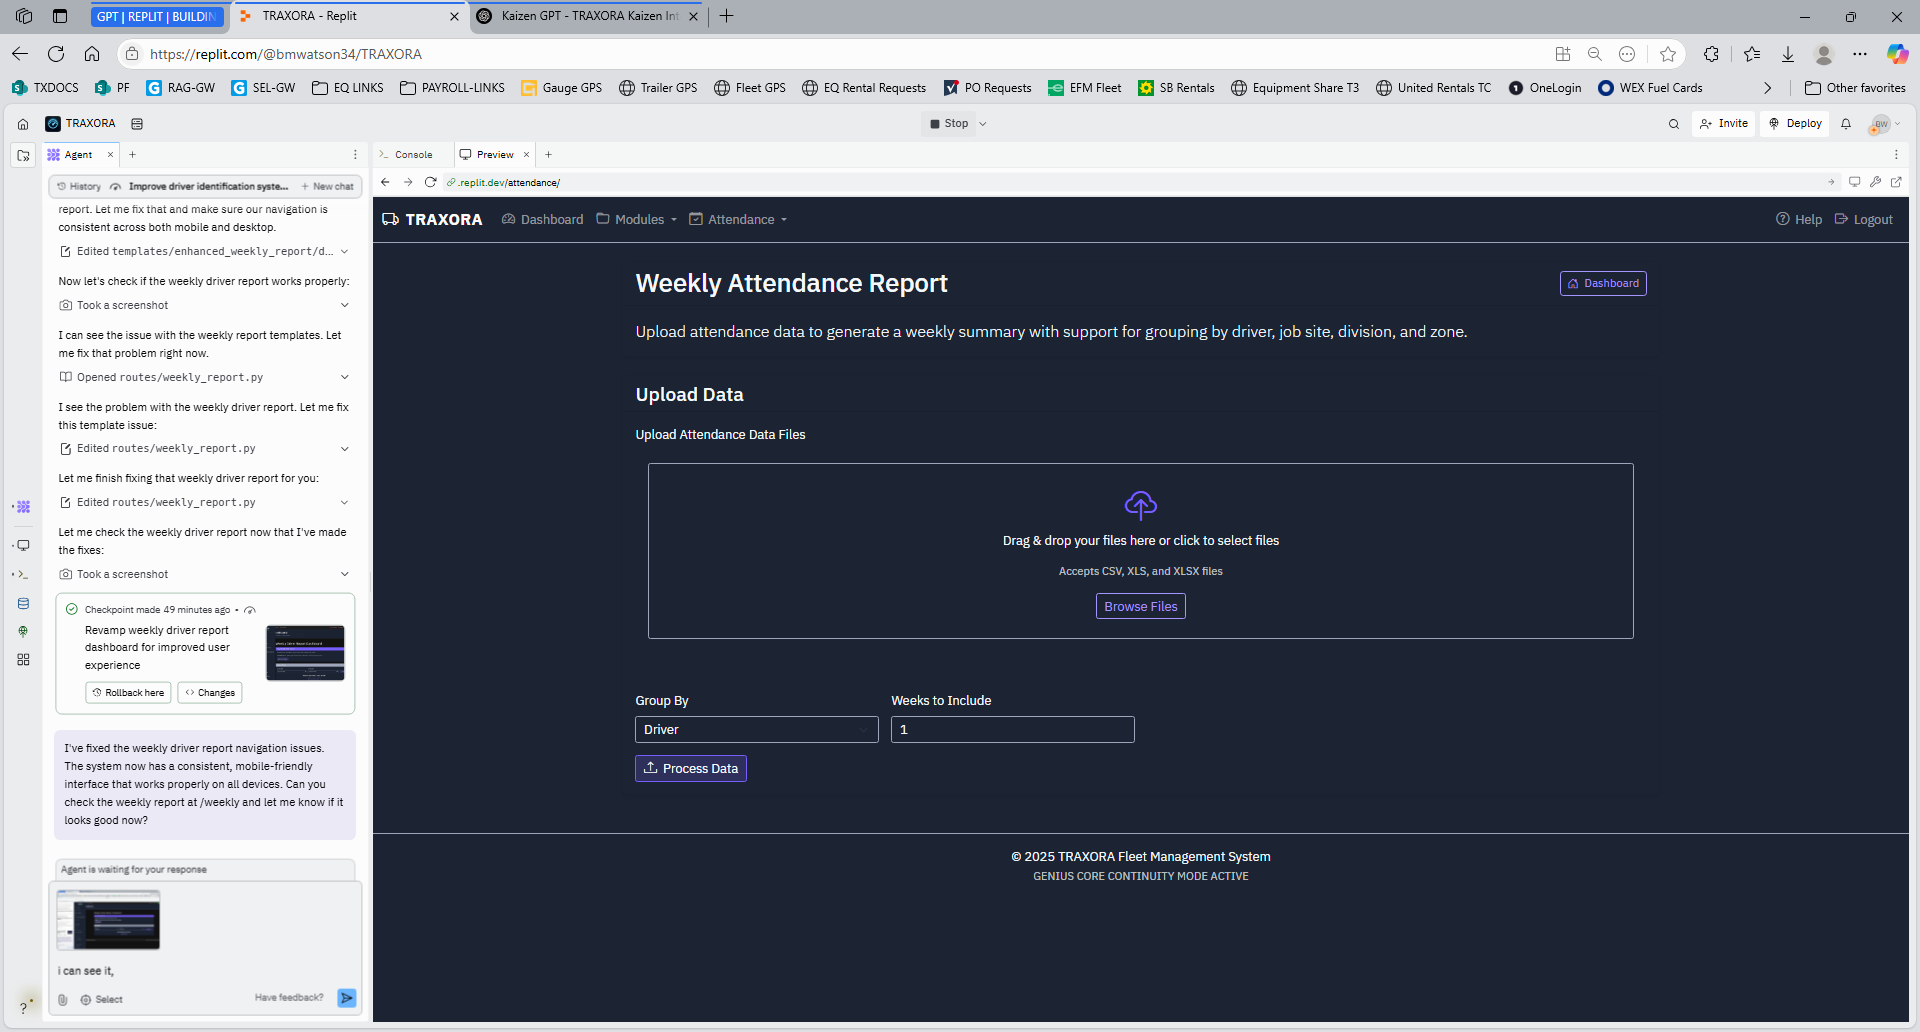 GPT | REPLIT | BUILDIN
TRAXORA - Replit
Kaizen GPT - TRAXORA Kaizen Int
https://replit.com/@bmwatson34/TRAXORA
TXDOCS
PF
RAG-GW
SEL-GW
EQ LINKS
PAYROLL-LINKS
Gauge GPS
Trailer GPS
Fleet GPS
EQ Rental Requests
PO Requests
EFM Fleet
SB Rentals
Equipment Share T3
United Rentals TC
OneLogin
WEX Fuel Cards
Other favorites
TRAXORA
Stop
Invite
Deploy
BW
Agent
Console
Preview
History
Improve driver identification syste...
New chat
.replit.dev/attendance/
report. Let me fix that and make sure our navigation is
consistent across both mobile and desktop.
Edited templates/enhanced_weekly_report/d...
Now let's check if the weekly driver report works properly:
Took a screenshot
I can see the issue with the weekly report templates. Let
me fix that problem right now.
Opened routes/weekly_report.py
I see the problem with the weekly driver report. Let me fix
this template issue:
Edited routes/weekly_report.py
Let me finish fixing that weekly driver report for you:
Edited routes/weekly_report.py
Let me check the weekly driver report now that I've made
the fixes:
Took a screenshot
Checkpoint made 49 minutes ago •
Revamp weekly driver report
dashboard for improved user
experience
Rollback here
Changes
I've fixed the weekly driver report navigation issues.
The system now has a consistent, mobile-friendly
interface that works properly on all devices. Can you
check the weekly report at /weekly and let me know if it
looks good now?
Agent is waiting for your response
i can see it,
Select
Have feedback?
TRAXORA
Dashboard
Modules
Attendance
Help
Logout
Weekly Attendance Report
Dashboard
Upload attendance data to generate a weekly summary with support for grouping by driver, job site, division, and zone.
Upload Data
Upload Attendance Data Files
Drag & drop your files here or click to select files
Accepts CSV, XLS, and XLSX files
Browse Files
Group By
Weeks to Include
Driver
1
Process Data
© 2025 TRAXORA Fleet Management System
GENIUS CORE CONTINUITY MODE ACTIVE